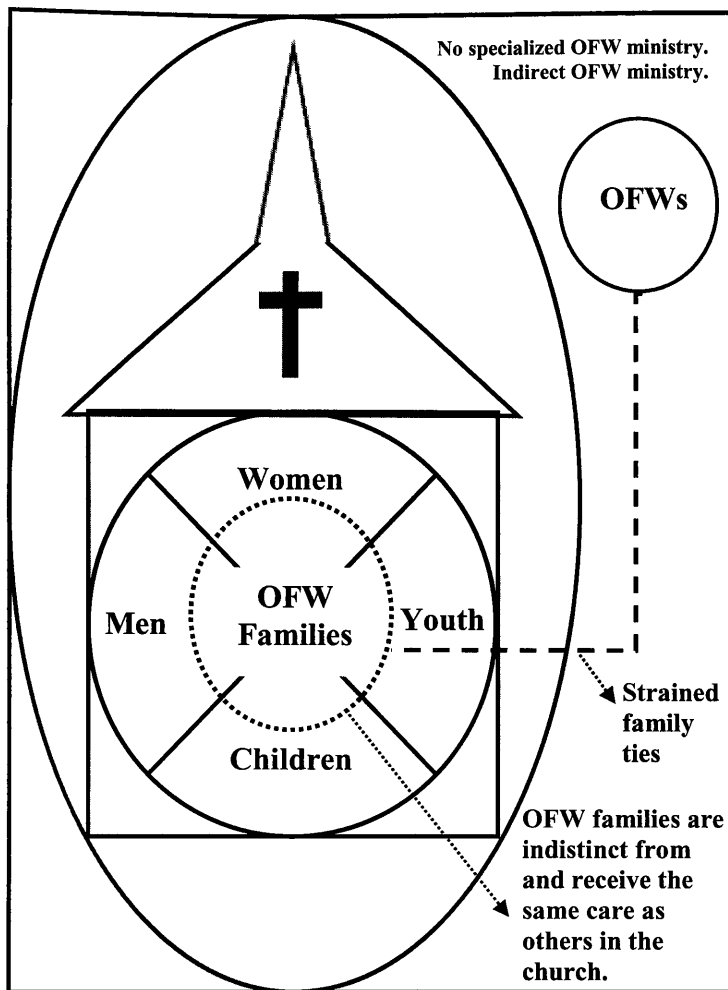 No specialized OFW ministry.
Indirect OFW ministry.
OFWs
Women
Men
OFW
Families
Youth
Children
Strained
family
ties
OFW families are
indistinct from
and receive the
same care as
others in the
church.